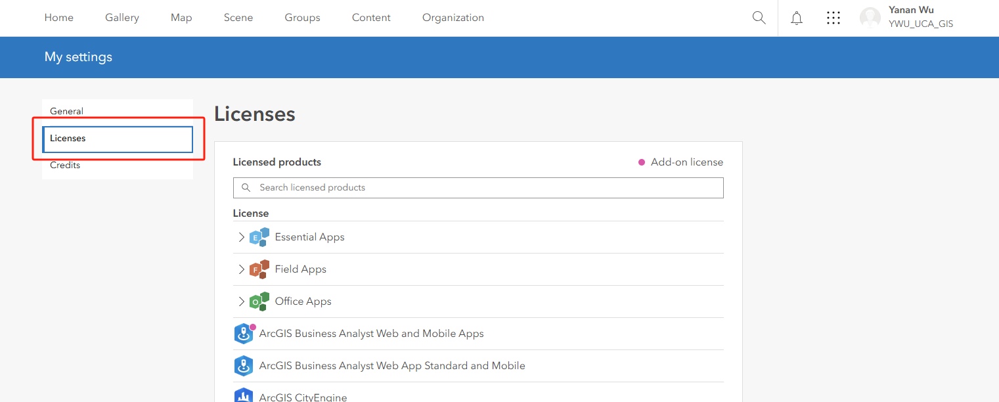 Home Gallery Map Scene Groups Content Organization
Yanan Wu
YWU_UCA_GIS
My settings
General
Licenses
Credits
Licenses
Licensed products
Add-on license
Search licensed products
License
E Essential Apps
F Field Apps
O Office Apps
ArcGIS Business Analyst Web and Mobile Apps
ArcGIS Business Analyst Web App Standard and Mobile
ArcGIS CityEngine